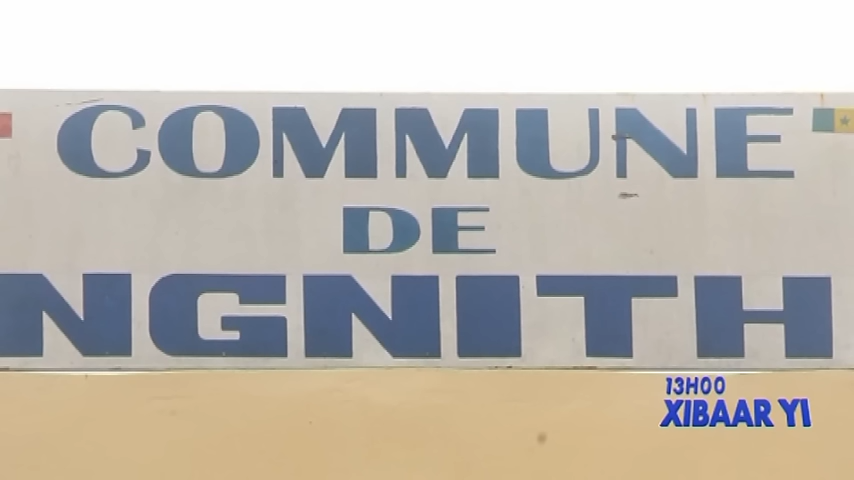 COMMUNE
DE
NGNITH
13H00
XIBAAR YI